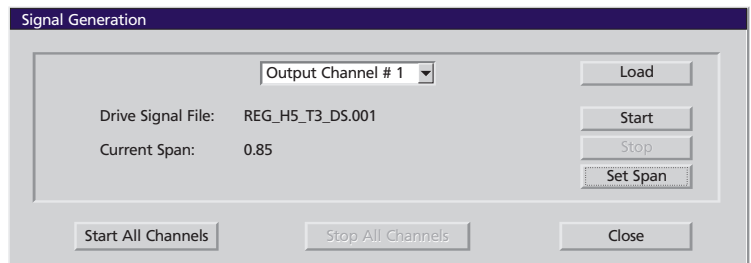 Signal Generation
Output Channel # 1
Load
Drive Signal File: REG_H5_T3_DS.001
Start
Current Span: 0.85
Stop
Set Span
Start All Channels
Stop All Channels
Close